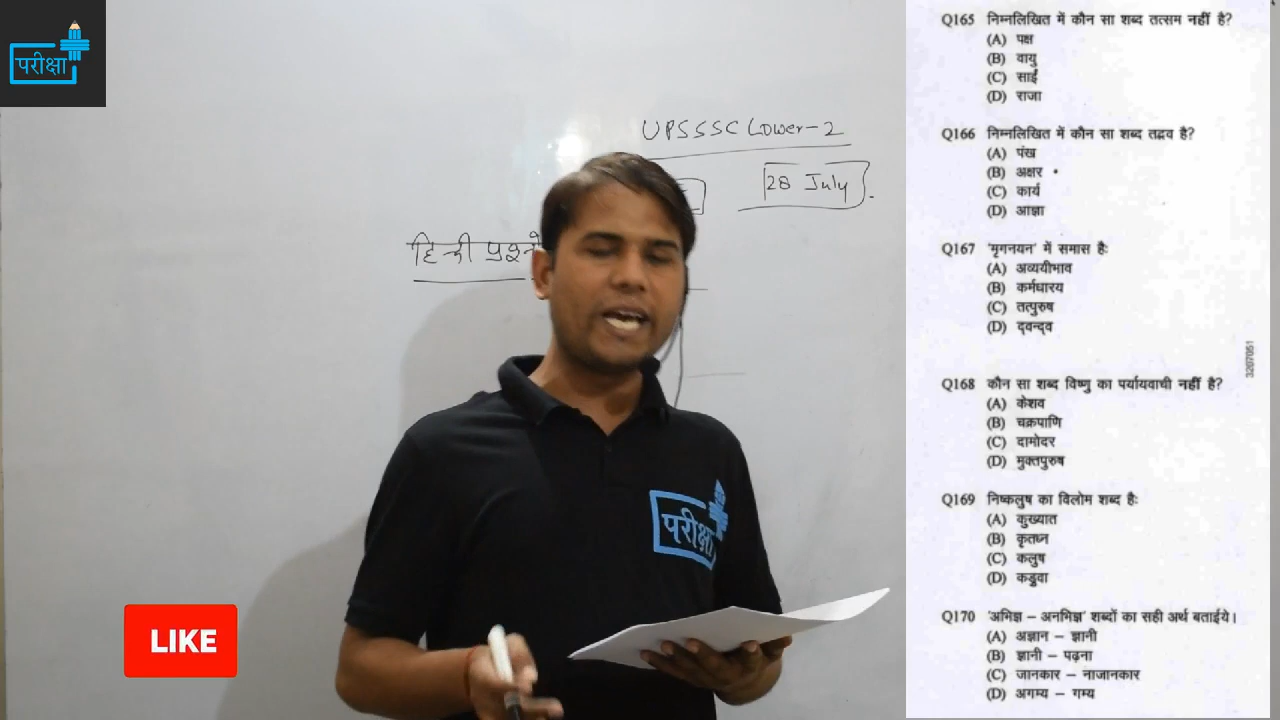 परीक्षा
UPSSSC Lower-2
28 July
हिन्दी प्रश्नो
परीक्षा
LIKE
Q165 निम्नलिखित में कौन सा शब्द तत्सम नहीं है?
(A) पक्ष
(B) वायु
(C) साईं
(D) राजा
Q166 निम्नलिखित में कौन सा शब्द तद्भव है?
(A) पंख
(B) अक्षर
(C) कार्य
(D) आज्ञा
Q167 'मृगनयन' में समास हैः
(A) अव्ययीभाव
(B) कर्मधारय
(C) तत्पुरुष
(D) द्वन्द्व
3207051
Q168 कौन सा शब्द विष्णु का पर्यायवाची नहीं है?
(A) केशव
(B) चक्रपाणि
(C) दामोदर
(D) मुक्तपुरुष
Q169 निष्कलुष का विलोम शब्द हैः
(A) कुख्यात
(B) कृतघ्न
(C) कलुष
(D) कडुवा
Q170 'अभिज्ञ – अनभिज्ञ' शब्दों का सही अर्थ बताईये।
(A) अज्ञान – ज्ञानी
(B) ज्ञानी – पढ़ना
(C) जानकार – नाजानकार
(D) अगम्य – गम्य